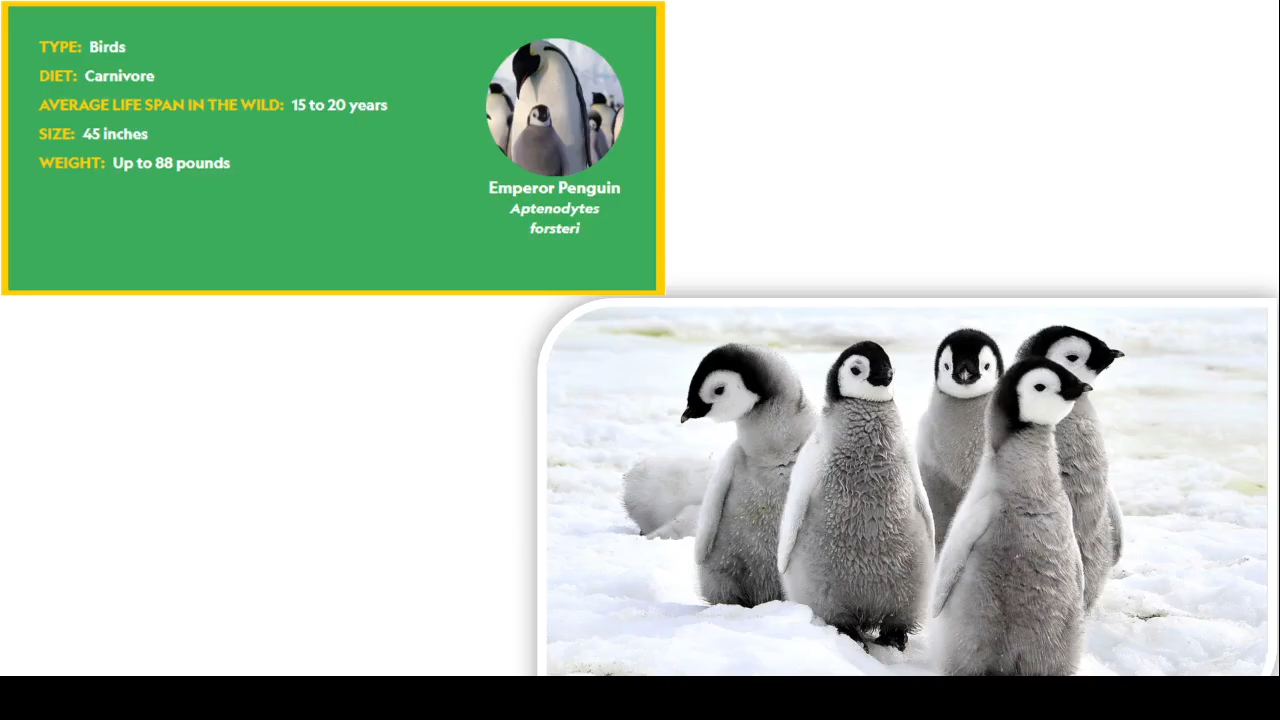 TYPE: Birds
DIET: Carnivore
AVERAGE LIFE SPAN IN THE WILD: 15 to 20 years
SIZE: 45 inches
WEIGHT: Up to 88 pounds
Emperor Penguin
Aptenodytes
forsteri